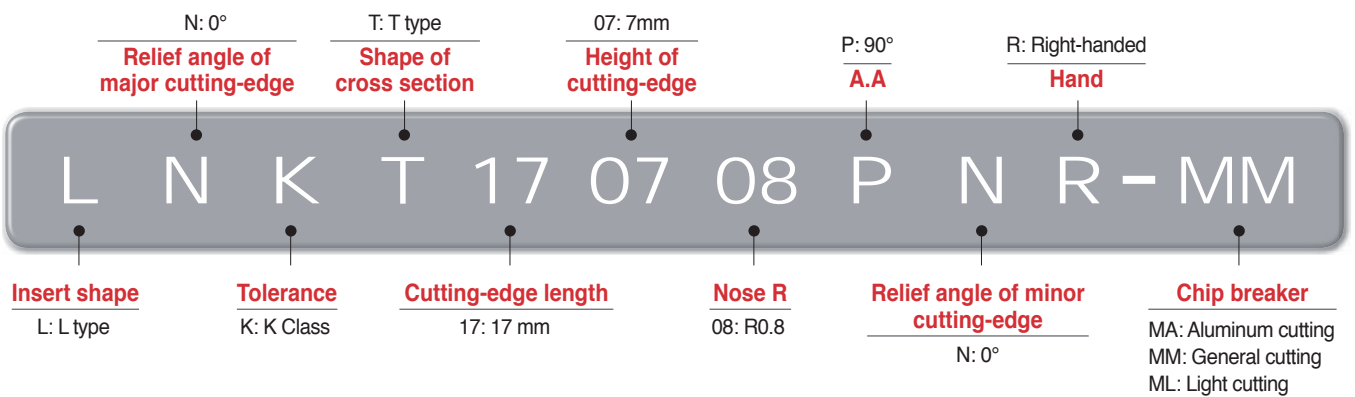 N: 0°
Relief angle of
major cutting-edge
T: T type
Shape of
cross section
07: 7mm
Height of
cutting-edge
P: 90°
A.A
R: Right-handed
Hand
L N K T 17 07 08 P N R - MM
Insert shape
L: L type
Tolerance
K: K Class
Cutting-edge length
17: 17 mm
Nose R
08: R0.8
Relief angle of minor
cutting-edge
N: 0°
Chip breaker
MA: Aluminum cutting
MM: General cutting
ML: Light cutting